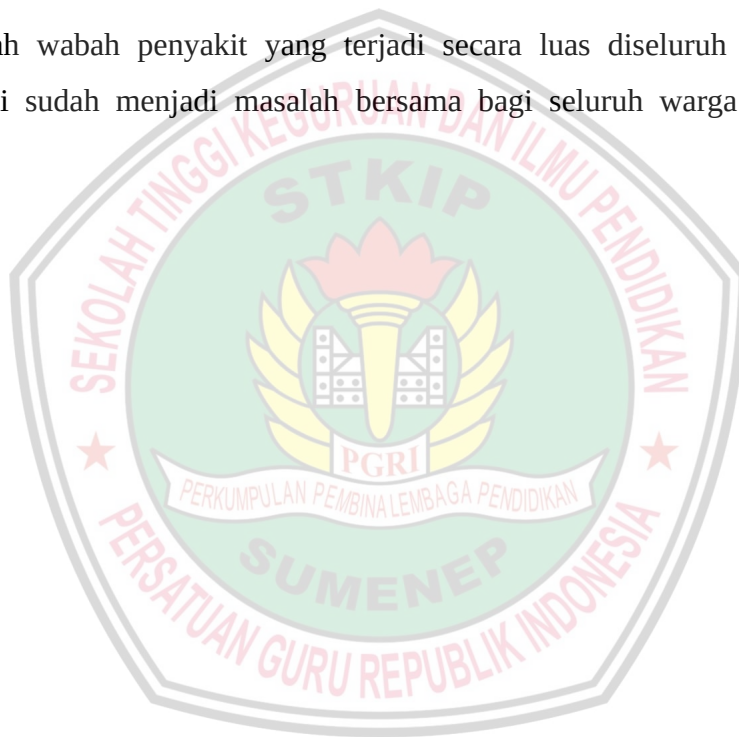 ah wabah penyakit yang terjadi secara luas diseluruh
i sudah menjadi masalah bersama bagi seluruh warga
SEKOLAH TINGGI KEGURUAN DAN ILMU PENDIDIKAN
STKIP
PGRI
PERKUMPULAN PEMBINA LEMBAGA PENDIDIKAN
SUMENEP
PERSATUAN GURU REPUBLIK INDONESIA